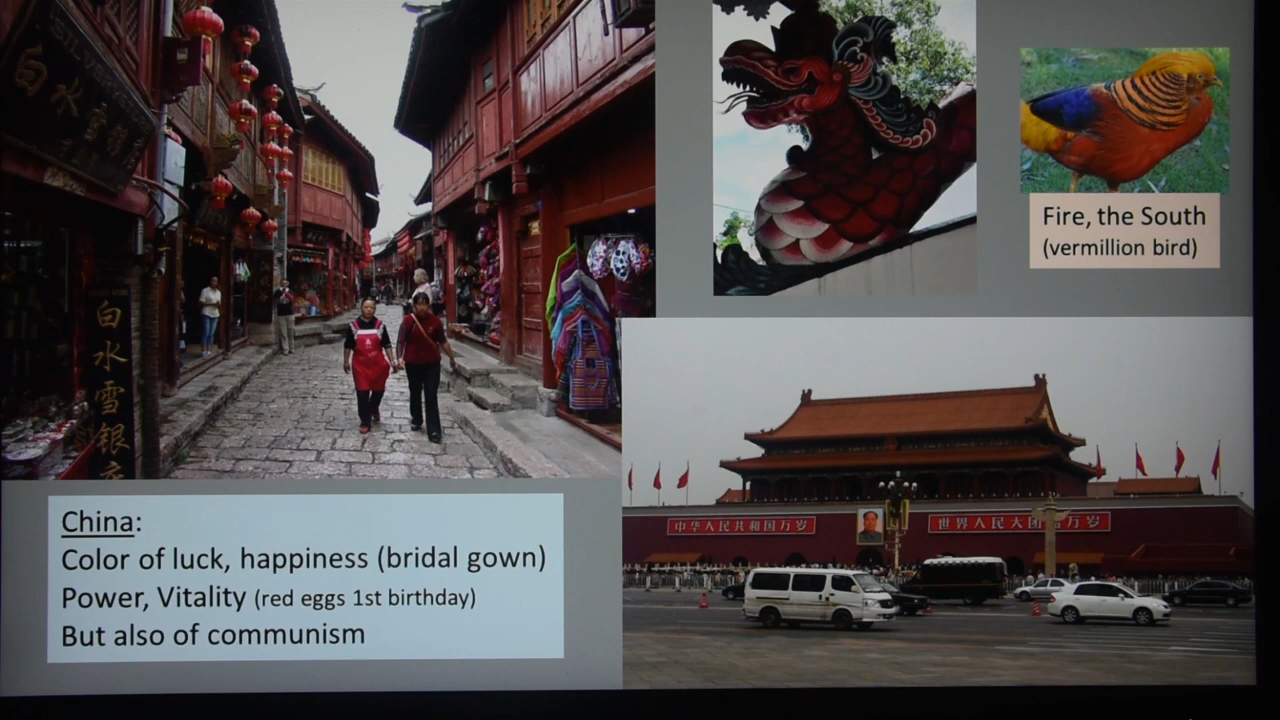 白水
白水雪银
Fire, the South
(vermillion bird)
中华人民共和国万岁
世界人民大团结万岁
China:
Color of luck, happiness (bridal gown)
Power, Vitality (red eggs 1st birthday)
But also of communism